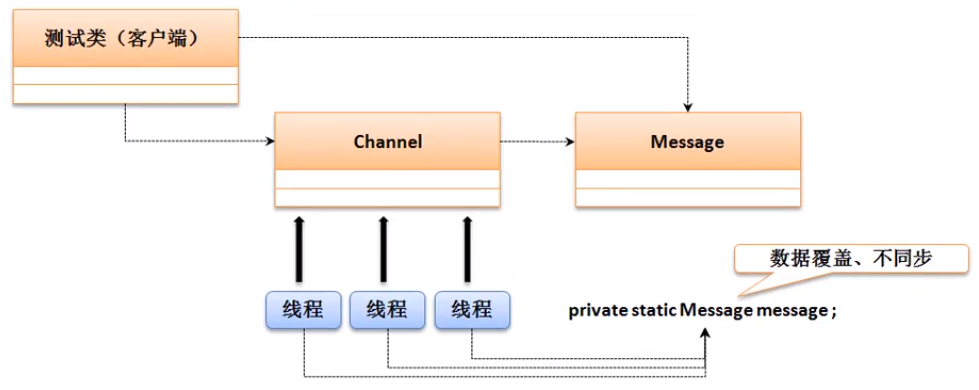 测试类（客户端）
Channel
Message
数据覆盖、不同步
线程
线程
线程
private static Message message ;